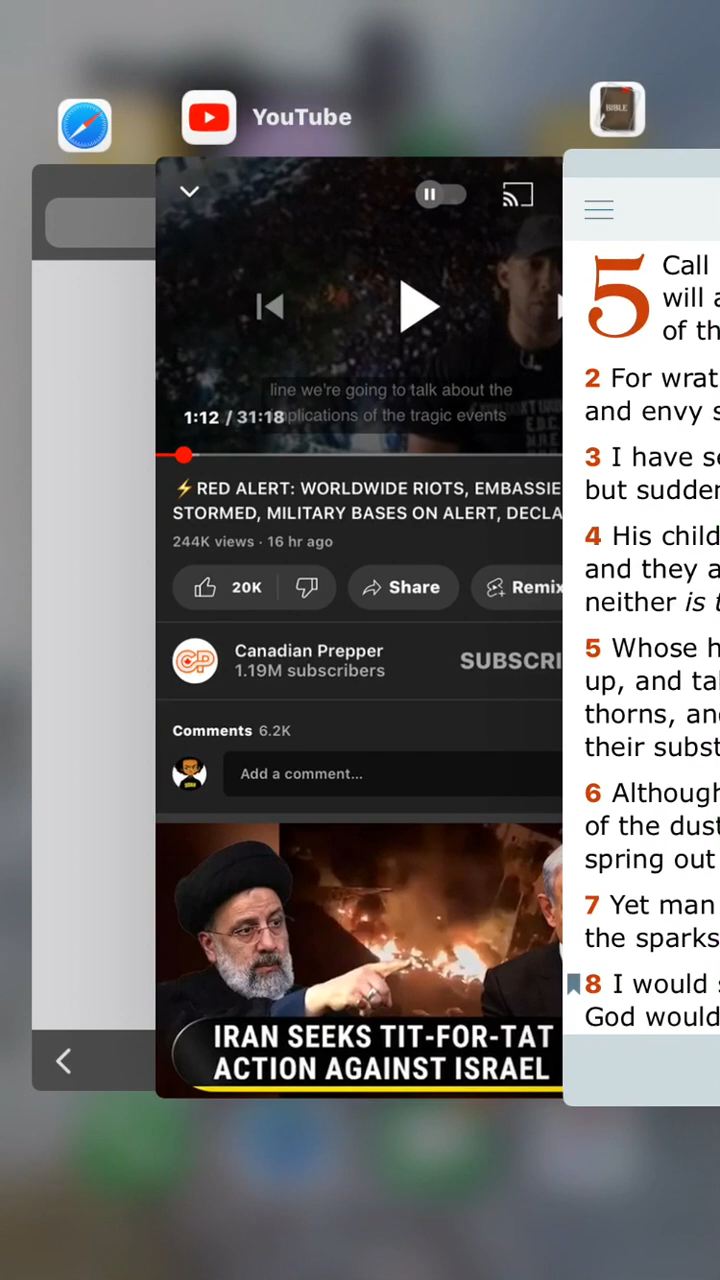 YouTube
BIBLE
line we're going to talk about the
1:12 / 31:18 plications of the tragic events
⚡RED ALERT: WORLDWIDE RIOTS, EMBASSIE
STORMED, MILITARY BASES ON ALERT, DECLA
244K views · 16 hr ago
20K
Share
Remix
CP
Canadian Prepper
1.19M subscribers
SUBSCRI
Comments 6.2K
Add a comment...
IRAN SEEKS TIT-FOR-TAT
ACTION AGAINST ISRAEL
5 Call
will a
of th
2 For wrat
and envy s
3 I have se
but sudden
4 His child
and they a
neither is t
5 Whose h
up, and tak
thorns, and
their subst
6 Although
of the dust
spring out
7 Yet man
the sparks
8 I would s
God would